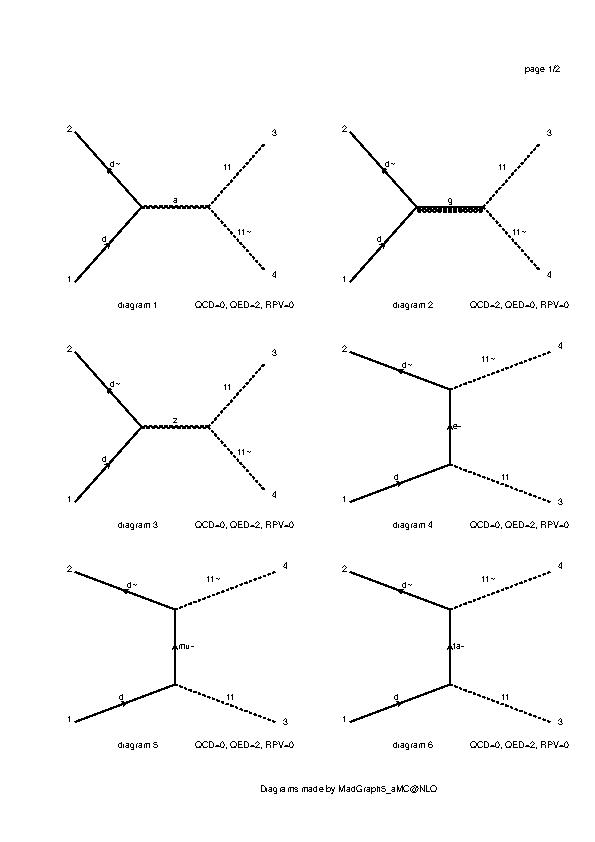 page 1/2
2 3
d~ 11
a
d 11~
1 4
diagram 1 QCD=0, QED=2, RPV=0
2 3
d~ 11
g
d 11~
1 4
diagram 2 QCD=2, QED=0, RPV=0
2 3
d~ 11
z
d 11~
1 4
diagram 3 QCD=0, QED=2, RPV=0
2 4
d~ 11~
e-
d 11
1 3
diagram 4 QCD=0, QED=2, RPV=0
2 4
d~ 11~
mu-
d 11
1 3
diagram 5 QCD=0, QED=2, RPV=0
2 4
d~ 11~
ta-
d 11
1 3
diagram 6 QCD=0, QED=2, RPV=0
Diagrams made by MadGraph5_aMC@NLO